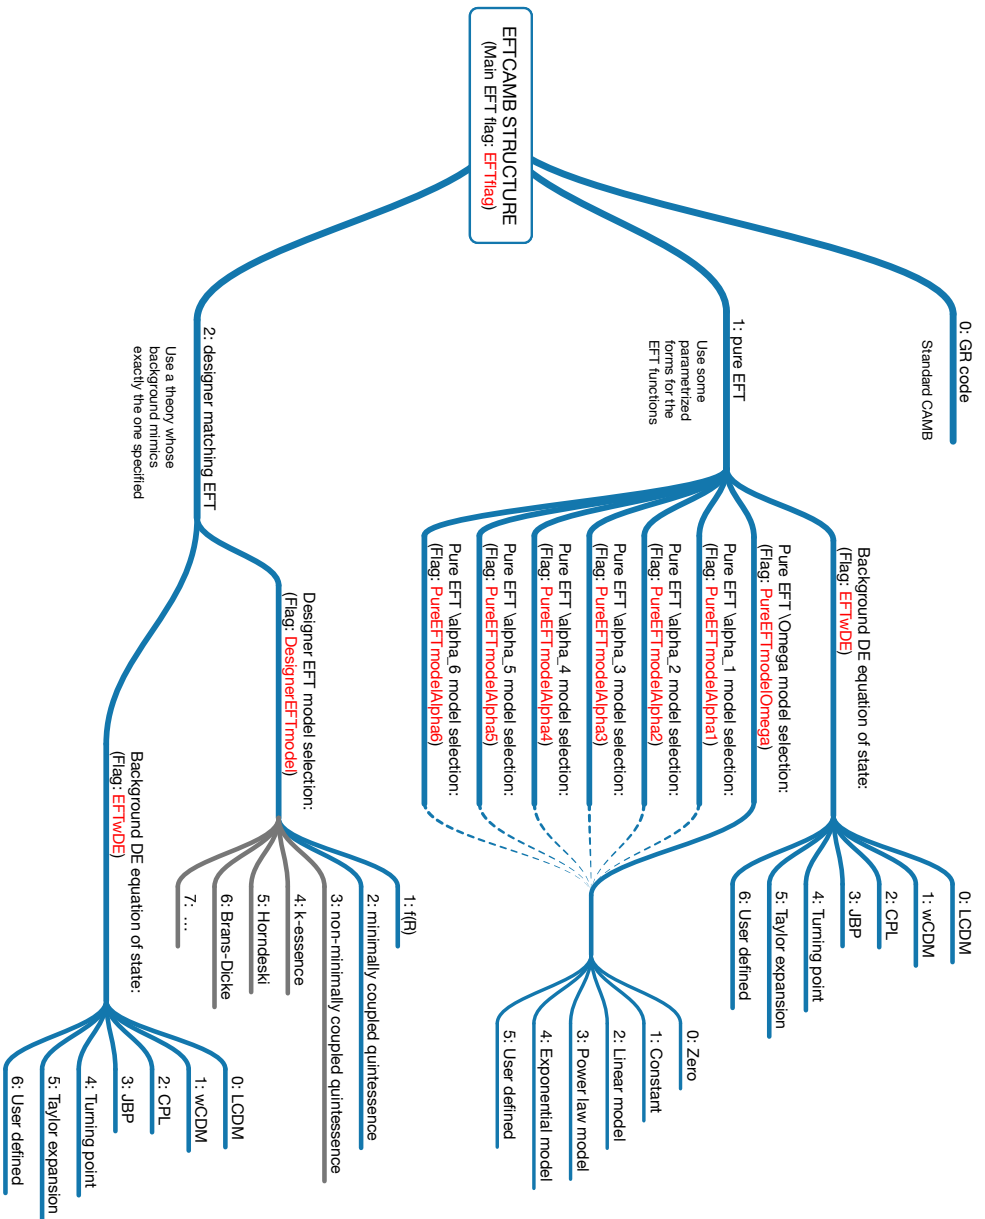 EFTCAMB STRUCTURE
(Main EFT flag: EFTflag)
0: GR code
Standard CAMB
1: pure EFT
Use some
parametrized
forms for the
EFT functions
Background DE equation of state:
(Flag: EFTwDE)
0: LCDM
1: wCDM
2: CPL
3: JBP
4: Turning point
5: Taylor expansion
6: User defined
Pure EFT \Omega model selection:
(Flag: PureEFTmodelOmega)
Pure EFT \alpha_1 model selection:
(Flag: PureEFTmodelAlpha1)
Pure EFT \alpha_2 model selection:
(Flag: PureEFTmodelAlpha2)
Pure EFT \alpha_3 model selection:
(Flag: PureEFTmodelAlpha3)
Pure EFT \alpha_4 model selection:
(Flag: PureEFTmodelAlpha4)
Pure EFT \alpha_5 model selection:
(Flag: PureEFTmodelAlpha5)
Pure EFT \alpha_6 model selection:
(Flag: PureEFTmodelAlpha6)
0: Zero
1: Constant
2: Linear model
3: Power law model
4: Exponential model
5: User defined
2: designer matching EFT
Use a theory whose
background mimics
exactly the one specified
Designer EFT model selection:
(Flag: DesignerEFTmodel)
1: f(R)
2: minimally coupled quintessence
3: non-minimally coupled quintessence
4: k-essence
5: Horndeski
6: Brans-Dicke
7: ...
Background DE equation of state:
(Flag: EFTwDE)
0: LCDM
1: wCDM
2: CPL
3: JBP
4: Turning point
5: Taylor expansion
6: User defined